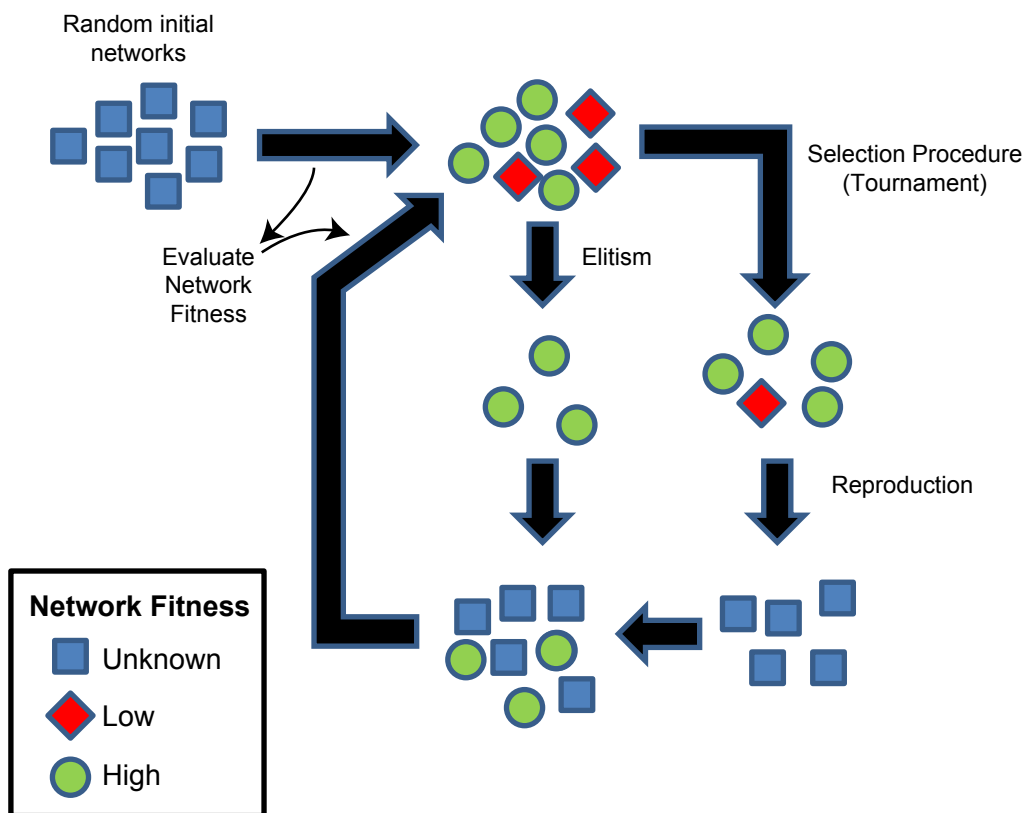 Random initial
networks
Selection Procedure
(Tournament)
Evaluate
Network
Fitness
Elitism
Reproduction
Network Fitness
Unknown
Low
High